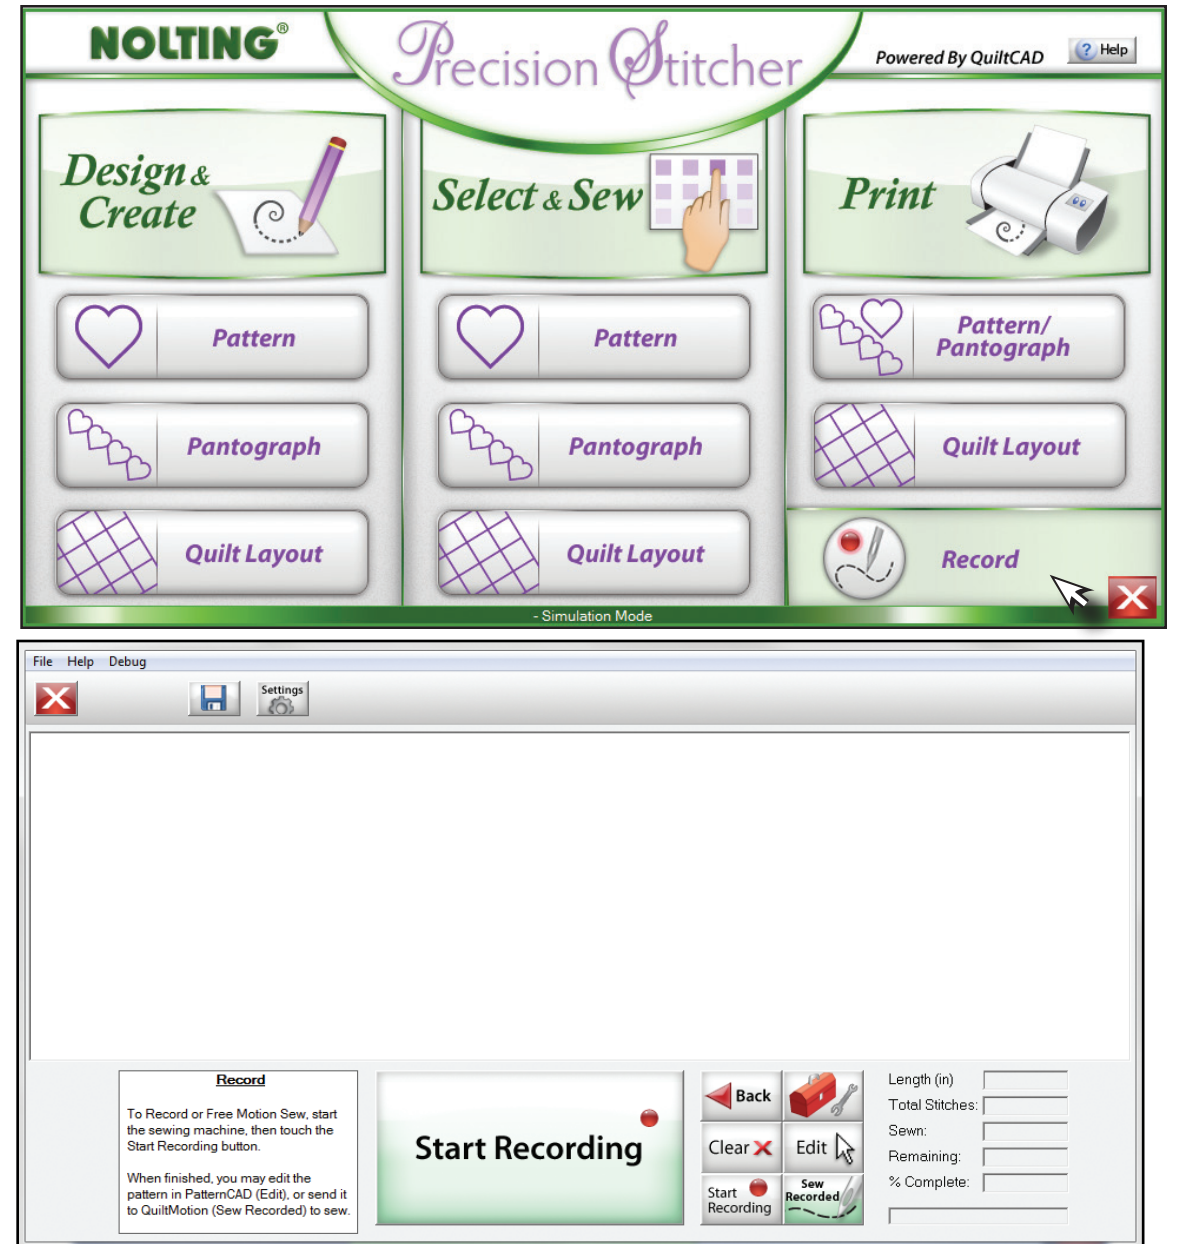 NOLTING®
Precision Stitcher
Powered By QuiltCAD
Help
Design &
Create
Select & Sew
Print
Pattern
Pantograph
Quilt Layout
Pattern
Pantograph
Quilt Layout
Pattern/
Pantograph
Quilt Layout
Record
- Simulation Mode
File Help Debug
Settings
Record
To Record or Free Motion Sew, start
the sewing machine, then touch the
Start Recording button.
When finished, you may edit the
pattern in PatternCAD (Edit), or send it
to QuiltMotion (Sew Recorded) to sew.
Start Recording
Back
Clear
Edit
Start
Recording
Sew
Recorded
Length (in)
Total Stitches:
Sewn:
Remaining:
% Complete: